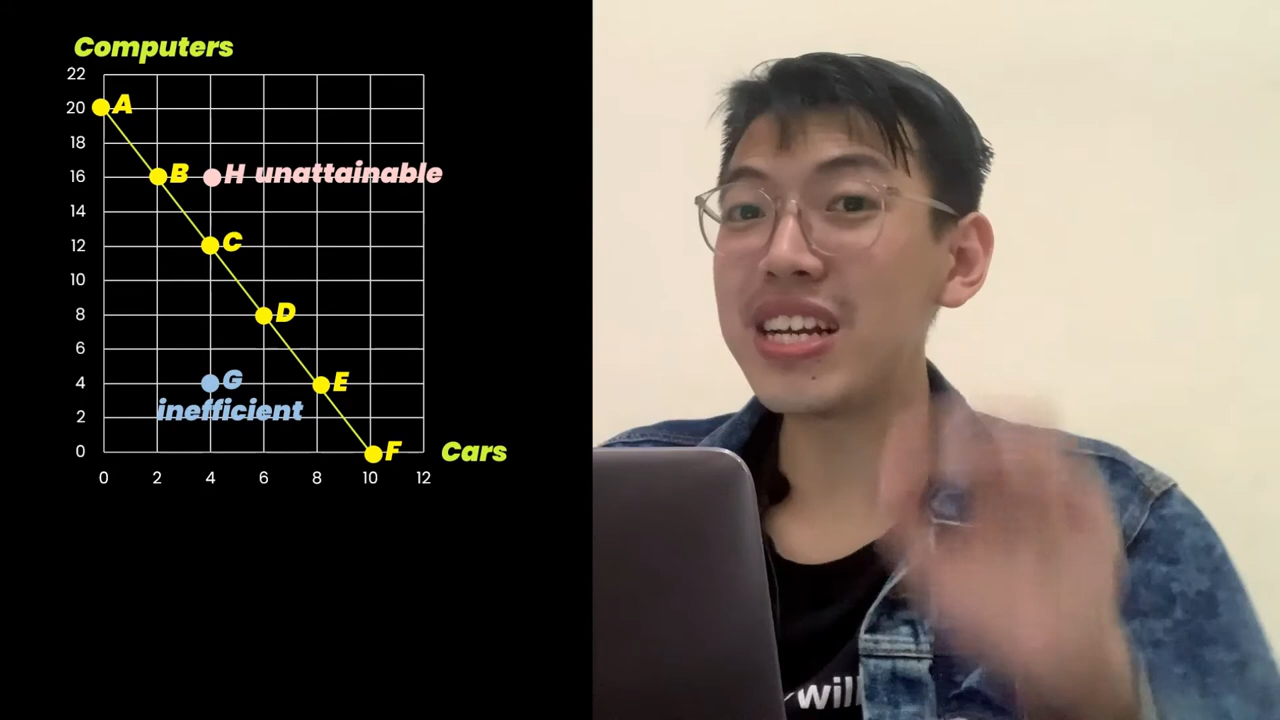 Computers
22
20 A
18
16 B H unattainable
14
12 C
10
8 D
6
4 G E
2 inefficient
0 F Cars
0 2 4 6 8 10 12
will